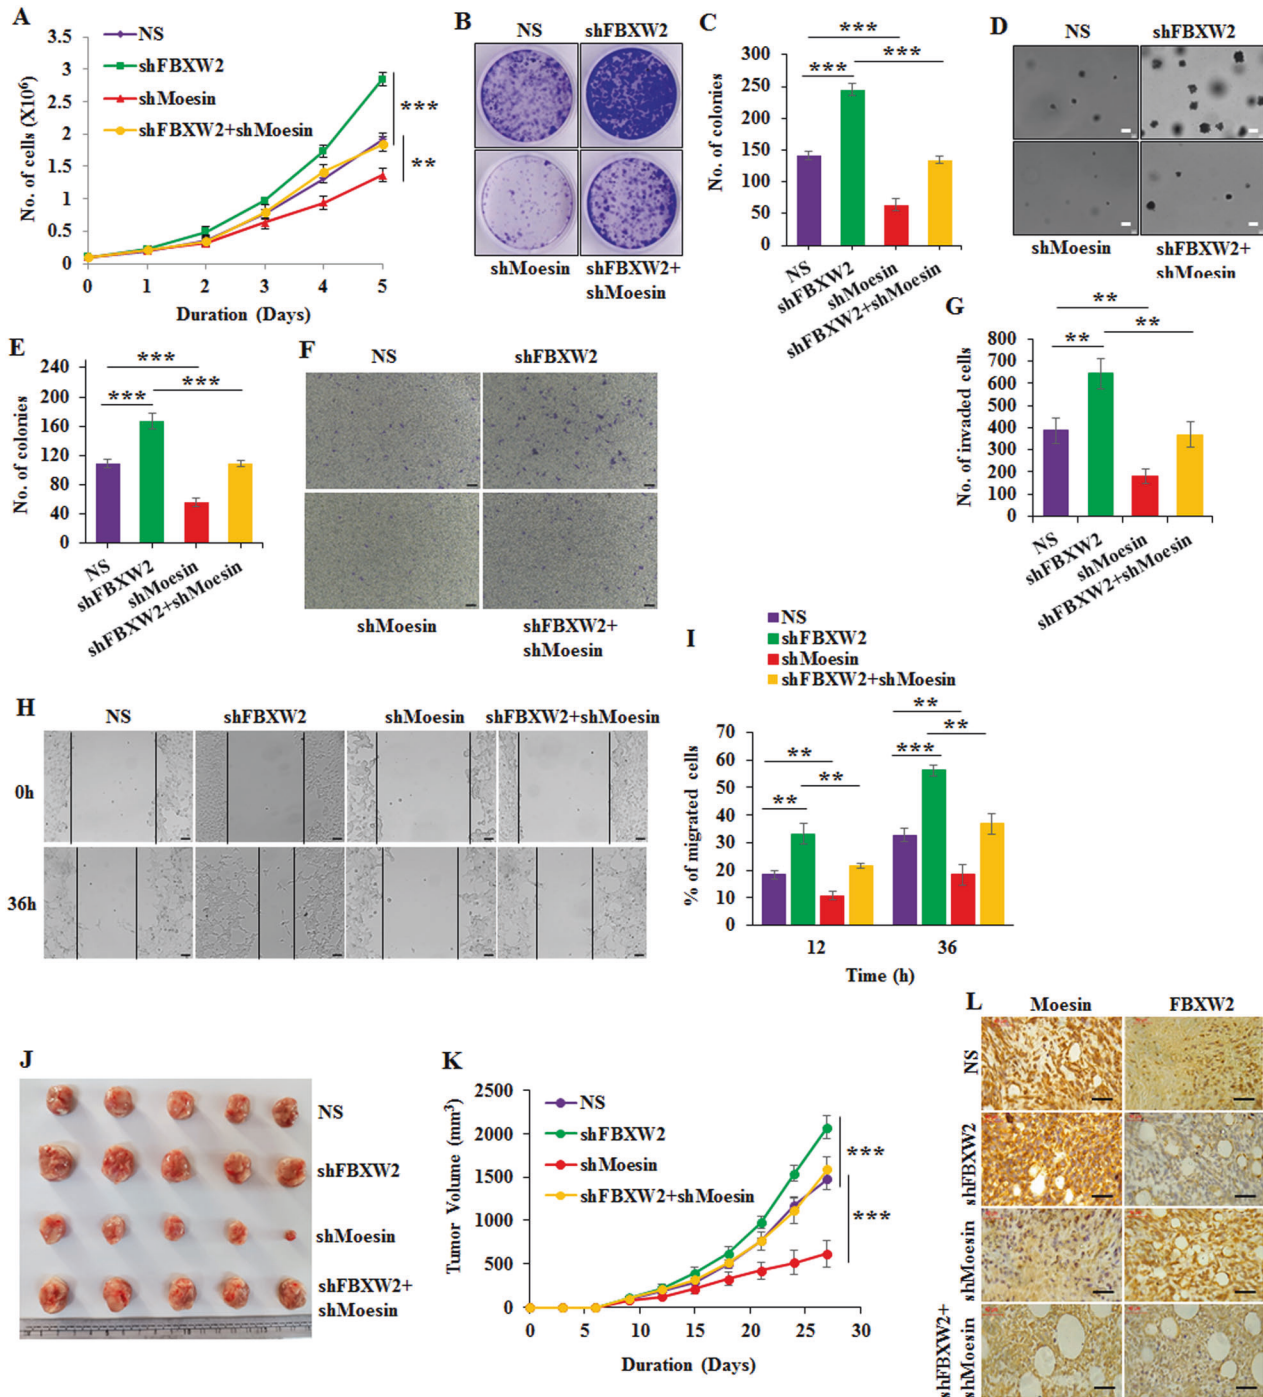 A
NS
shFBXW2
shMoesin
shFBXW2+shMoesin
No. of cells (X10⁶)
3.5
3
2.5
2
1.5
1
0.5
0
***
**
0 1 2 3 4 5
Duration (Days)
B
NS shFBXW2
shMoesin shFBXW2+
shMoesin
C
No. of colonies
300
250
200
150
100
50
0
***
*** ***
NS
shFBXW2
shMoesin
shFBXW2+shMoesin
D
NS shFBXW2
shMoesin shFBXW2+
shMoesin
E
No. of colonies
240
200
160
120
80
40
0
***
*** ***
NS
shFBXW2
shMoesin
shFBXW2+shMoesin
F
NS shFBXW2
shMoesin shFBXW2+
shMoesin
G
No. of invaded cells
800
700
600
500
400
300
200
100
0
**
** **
NS
shFBXW2
shMoesin
shFBXW2+shMoesin
H
NS shFBXW2 shMoesin shFBXW2+shMoesin
0h
36h
I
NS
shFBXW2
shMoesin
shFBXW2+shMoesin
% of migrated cells
70
60
50
40
30
20
10
0
**
**
**
**
**
***
12 36
Time (h)
J
NS
shFBXW2
shMoesin
shFBXW2+
shMoesin
K
NS
shFBXW2
shMoesin
shFBXW2+shMoesin
Tumor Volume (mm³)
2500
2000
1500
1000
500
0
***
***
0 5 10 15 20 25 30
Duration (Days)
L
Moesin FBXW2
NS
shFBXW2
shMoesin
shFBXW2+
shMoesin